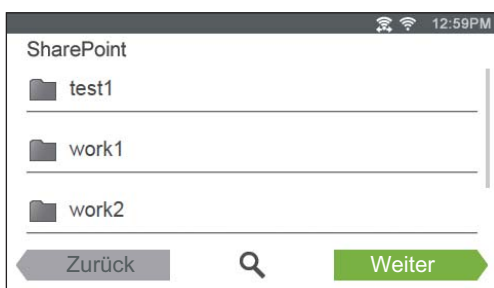 12:59PM
SharePoint
test1
work1
work2
Zurück
Weiter